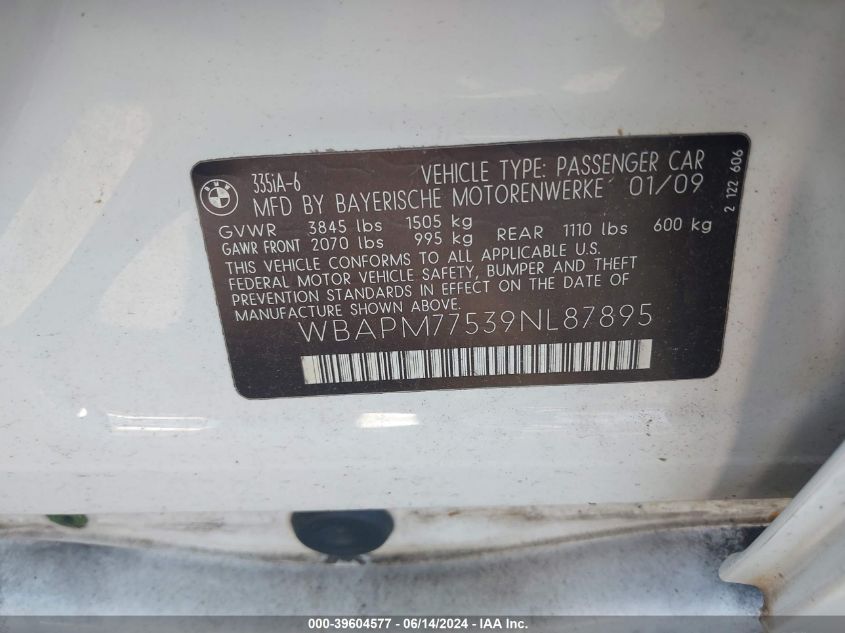 BMW
335iA-6 VEHICLE TYPE: PASSENGER CAR
MFD BY BAYERISCHE MOTORENWERKE 01/09
GVWR 3845 lbs 1505 kg
GAWR FRONT 2070 lbs 995 kg REAR 1110 lbs 600 kg
THIS VEHICLE CONFORMS TO ALL APPLICABLE U.S.
FEDERAL MOTOR VEHICLE SAFETY, BUMPER AND THEFT
PREVENTION STANDARDS IN EFFECT ON THE DATE OF
MANUFACTURE SHOWN ABOVE.
WBAPM77539NL87895
2 122 606
000-39604577 - 06/14/2024 - IAA Inc.